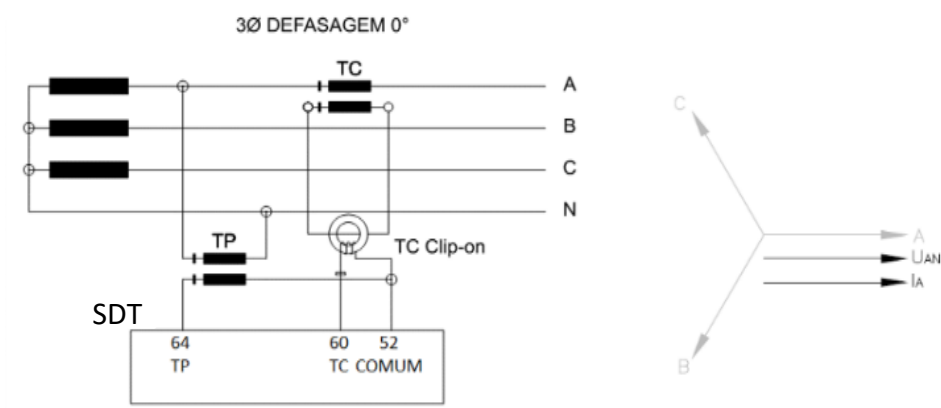 3Ø DEFASAGEM 0°
TC
A
B
C
N
TP
TC Clip-on
SDT
64 60 52
TP TC COMUM
C
A
UAN
IA
B